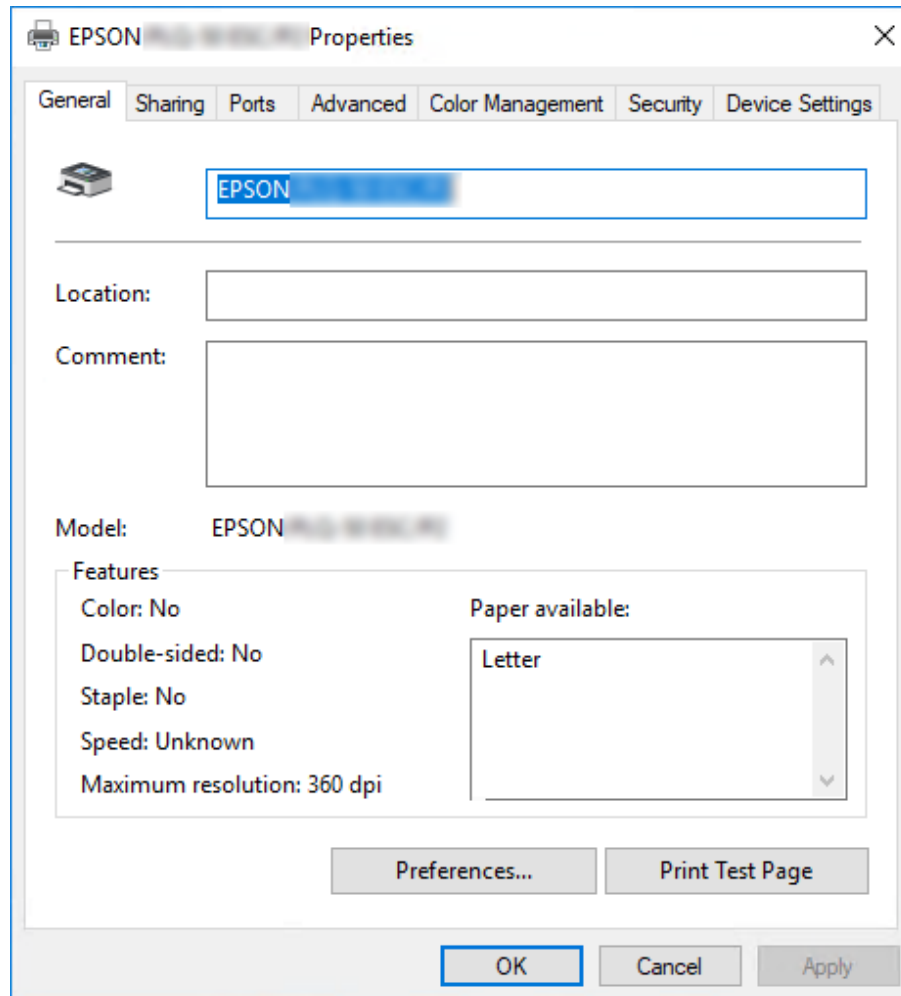 EPSON Properties
General Sharing Ports Advanced Color Management Security Device Settings
EPSON
Location:
Comment:
Model: EPSON
Features
Color: No
Double-sided: No
Staple: No
Speed: Unknown
Maximum resolution: 360 dpi
Paper available:
Letter
Preferences... Print Test Page
OK Cancel Apply